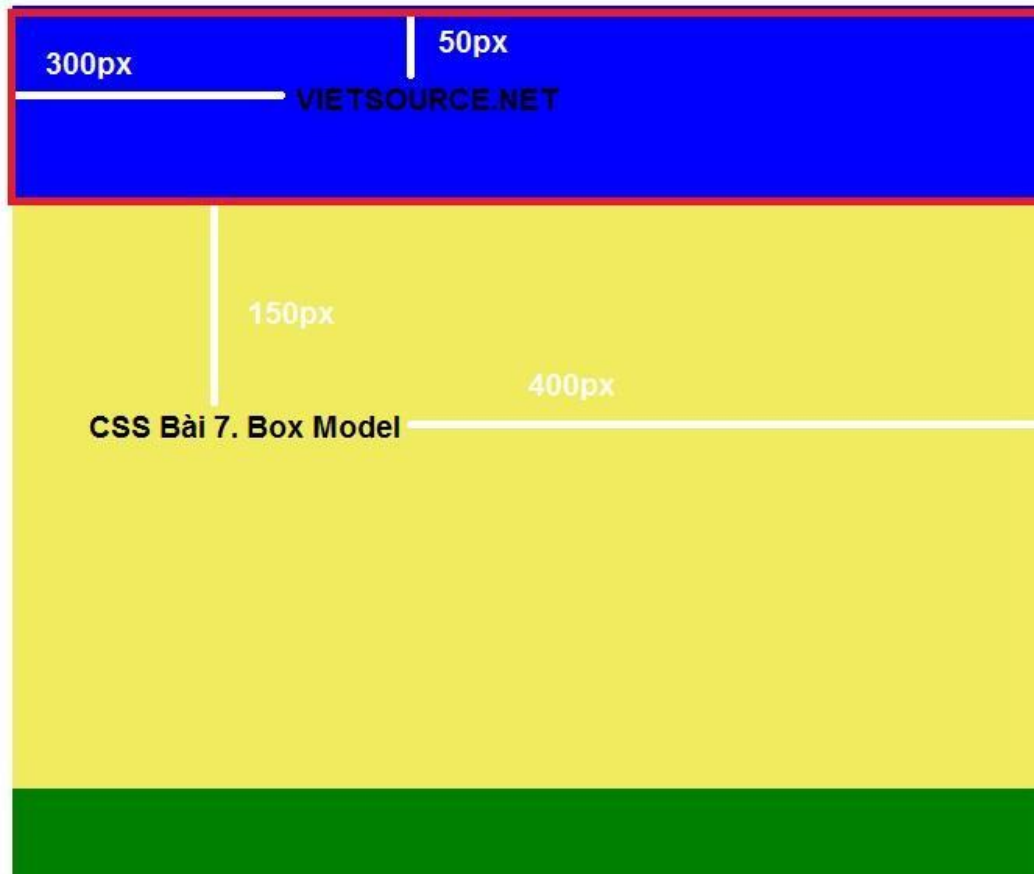 50px
300px
VIETSOURCE.NET
150px
400px
CSS Bài 7. Box Model